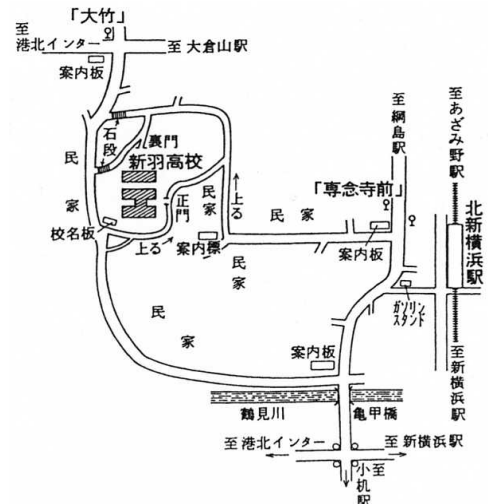 「大竹」
至港北インター
至大倉山駅
案内板
石段
裏門
新羽高校
民家
正門
民家
上る
校名板
上る
案内標
至綱島駅
至あざみ野駅
「専念寺前」
民家
北新横浜駅
案内板
民家
ガソリン
スタンド
民家
案内板
至新横浜駅
鶴見川
亀甲橋
至港北インター
至新横浜駅
至小机駅